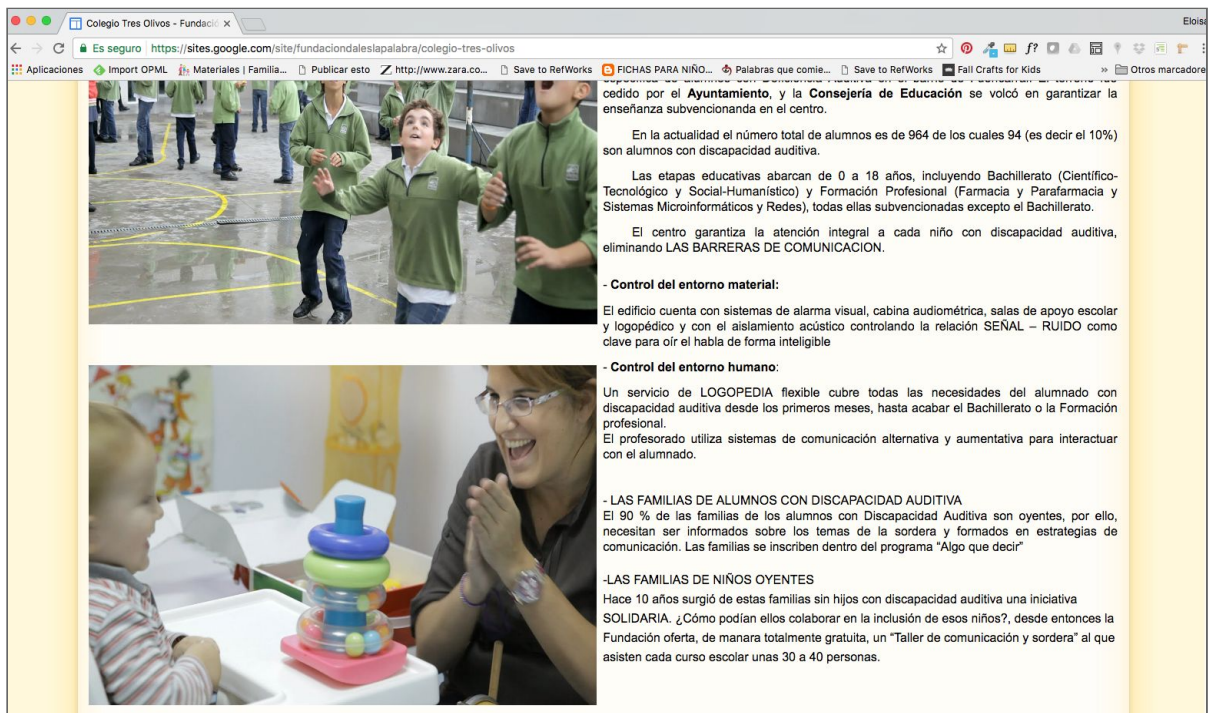 Colegio Tres Olivos - Fundació
Eloisa
Es seguro https://sites.google.com/site/fundaciondaleslapalabra/colegio-tres-olivos
f?
Aplicaciones Import OPML Materiales | Familia... Publicar esto http://www.zara.co... Save to RefWorks FICHAS PARA NIÑO... Palabras que comie... Save to RefWorks Fall Crafts for Kids » Otros marcadore
cedido por el Ayuntamiento, y la Consejería de Educación se volcó en garantizar la
enseñanza subvencionanda en el centro.
En la actualidad el número total de alumnos es de 964 de los cuales 94 (es decir el 10%)
son alumnos con discapacidad auditiva.
Las etapas educativas abarcan de 0 a 18 años, incluyendo Bachillerato (Científico-
Tecnológico y Social-Humanístico) y Formación Profesional (Farmacia y Parafarmacia y
Sistemas Microinformáticos y Redes), todas ellas subvencionadas excepto el Bachillerato.
El centro garantiza la atención integral a cada niño con discapacidad auditiva,
eliminando LAS BARRERAS DE COMUNICACION.
- Control del entorno material:
El edificio cuenta con sistemas de alarma visual, cabina audiométrica, salas de apoyo escolar
y logopédico y con el aislamiento acústico controlando la relación SEÑAL – RUIDO como
clave para oír el habla de forma inteligible
- Control del entorno humano:
Un servicio de LOGOPEDIA flexible cubre todas las necesidades del alumnado con
discapacidad auditiva desde los primeros meses, hasta acabar el Bachillerato o la Formación
profesional.
El profesorado utiliza sistemas de comunicación alternativa y aumentativa para interactuar
con el alumnado.
- LAS FAMILIAS DE ALUMNOS CON DISCAPACIDAD AUDITIVA
El 90 % de las familias de los alumnos con Discapacidad Auditiva son oyentes, por ello,
necesitan ser informados sobre los temas de la sordera y formados en estrategias de
comunicación. Las familias se inscriben dentro del programa “Algo que decir”
-LAS FAMILIAS DE NIÑOS OYENTES
Hace 10 años surgió de estas familias sin hijos con discapacidad auditiva una iniciativa
SOLIDARIA. ¿Cómo podían ellos colaborar en la inclusión de esos niños?, desde entonces la
Fundación oferta, de manara totalmente gratuita, un “Taller de comunicación y sordera” al que
asisten cada curso escolar unas 30 a 40 personas.